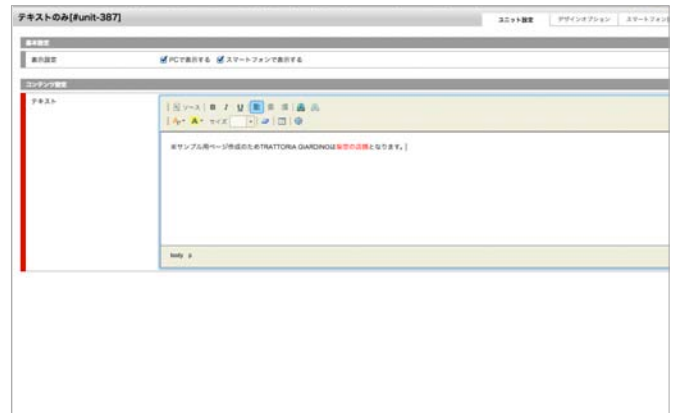 テキストのみ[#unit-387]
ユニット設定 デザインオプション スマートフォン
基本設定
表示設定 PCで表示する スマートフォンで表示する
コンテンツ設定
テキスト
ソース B I U
A サイズ
※サンプル用ページ作成のためTRATTORIA GIARDINOは架空の店舗となります。
body p